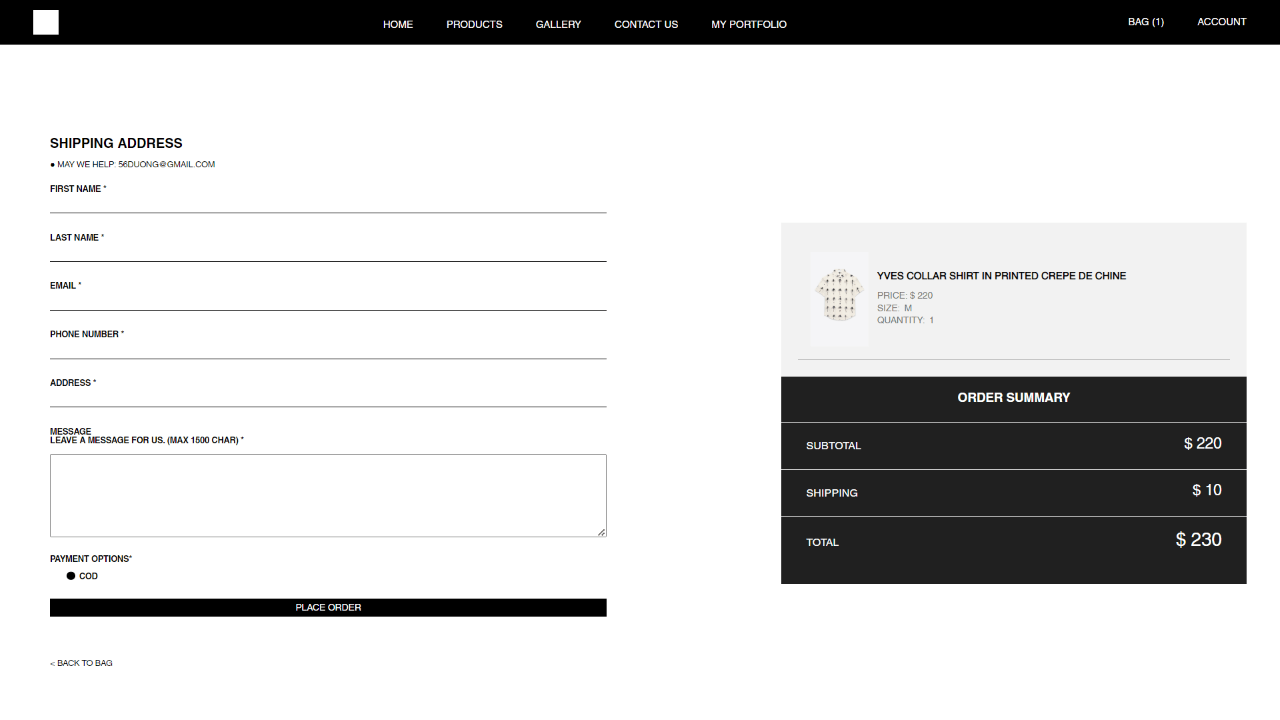 HOME PRODUCTS GALLERY CONTACT US MY PORTFOLIO BAG (1) ACCOUNT
SHIPPING ADDRESS
● MAY WE HELP: 56DUONG@GMAIL.COM
FIRST NAME *
LAST NAME *
EMAIL *
PHONE NUMBER *
ADDRESS *
MESSAGE
LEAVE A MESSAGE FOR US. (MAX 1500 CHAR) *
PAYMENT OPTIONS*
COD
PLACE ORDER
< BACK TO BAG
YVES COLLAR SHIRT IN PRINTED CREPE DE CHINE
PRICE: $ 220
SIZE: M
QUANTITY: 1
ORDER SUMMARY
SUBTOTAL $ 220
SHIPPING $ 10
TOTAL $ 230